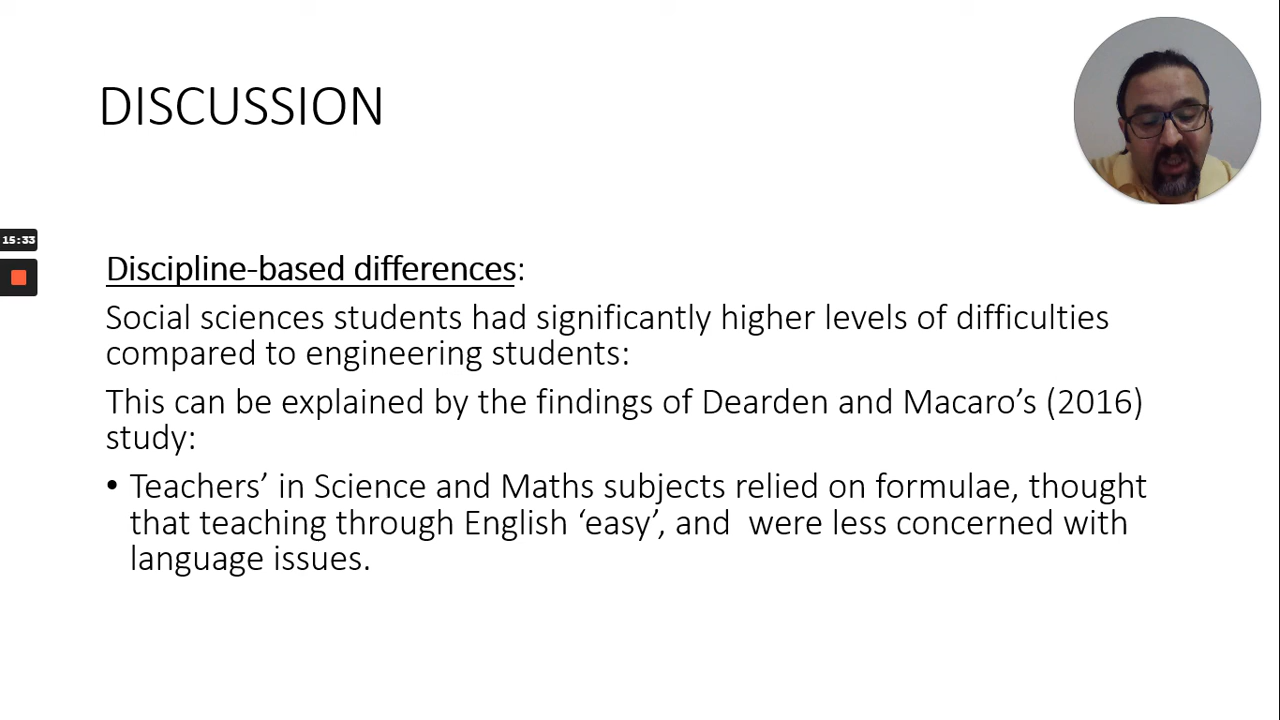 DISCUSSION
15:33
Discipline-based differences:
Social sciences students had significantly higher levels of difficulties
compared to engineering students:
This can be explained by the findings of Dearden and Macaro’s (2016)
study:
• Teachers’ in Science and Maths subjects relied on formulae, thought
that teaching through English ‘easy’, and  were less concerned with
language issues.